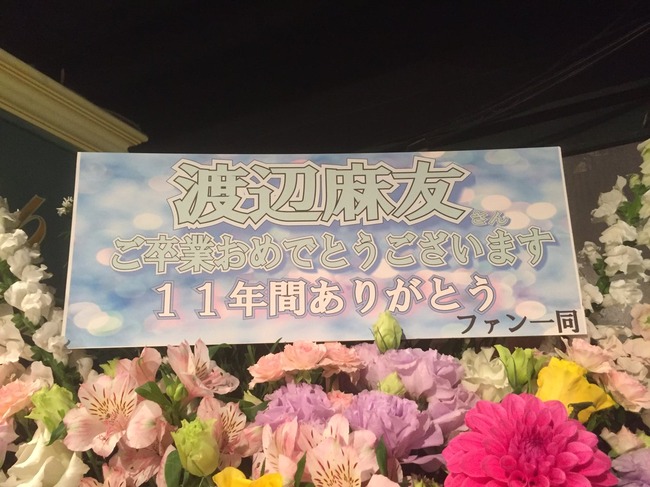 渡辺麻友さん
ご卒業おめでとうございます
11年間ありがとう
ファン一同